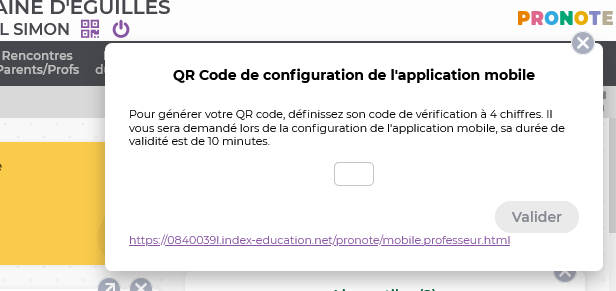 AINE D'EGUILLES
L SIMON
PRONOTE
Rencontres
Parents/Profs
QR Code de configuration de l'application mobile
Pour générer votre QR code, définissez son code de vérification à 4 chiffres. Il
vous sera demandé lors de la configuration de l'application mobile, sa durée de
validité est de 10 minutes.
Valider
https://0840039l.index-education.net/pronote/mobile.professeur.html